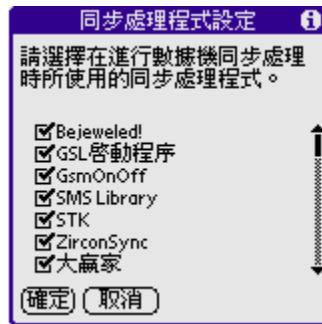 同步處理程式設定
請選擇在進行數據機同步處理
時所使用的同步處理程式。
Bejeweled!
GSL啓動程序
GsmOnOff
SMS Library
STK
ZirconSync
大贏家
確定 取消